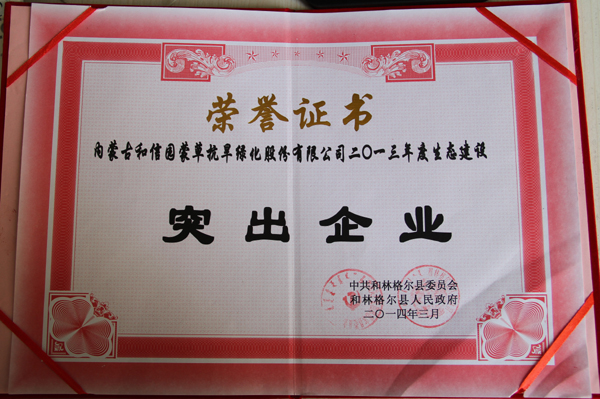 荣誉证书
内蒙古和信园蒙草抗旱绿化股份有限公司二〇一三年度生态建设
突出企业
中共和林格尔县委员会
和林格尔县人民政府
二〇一四年三月